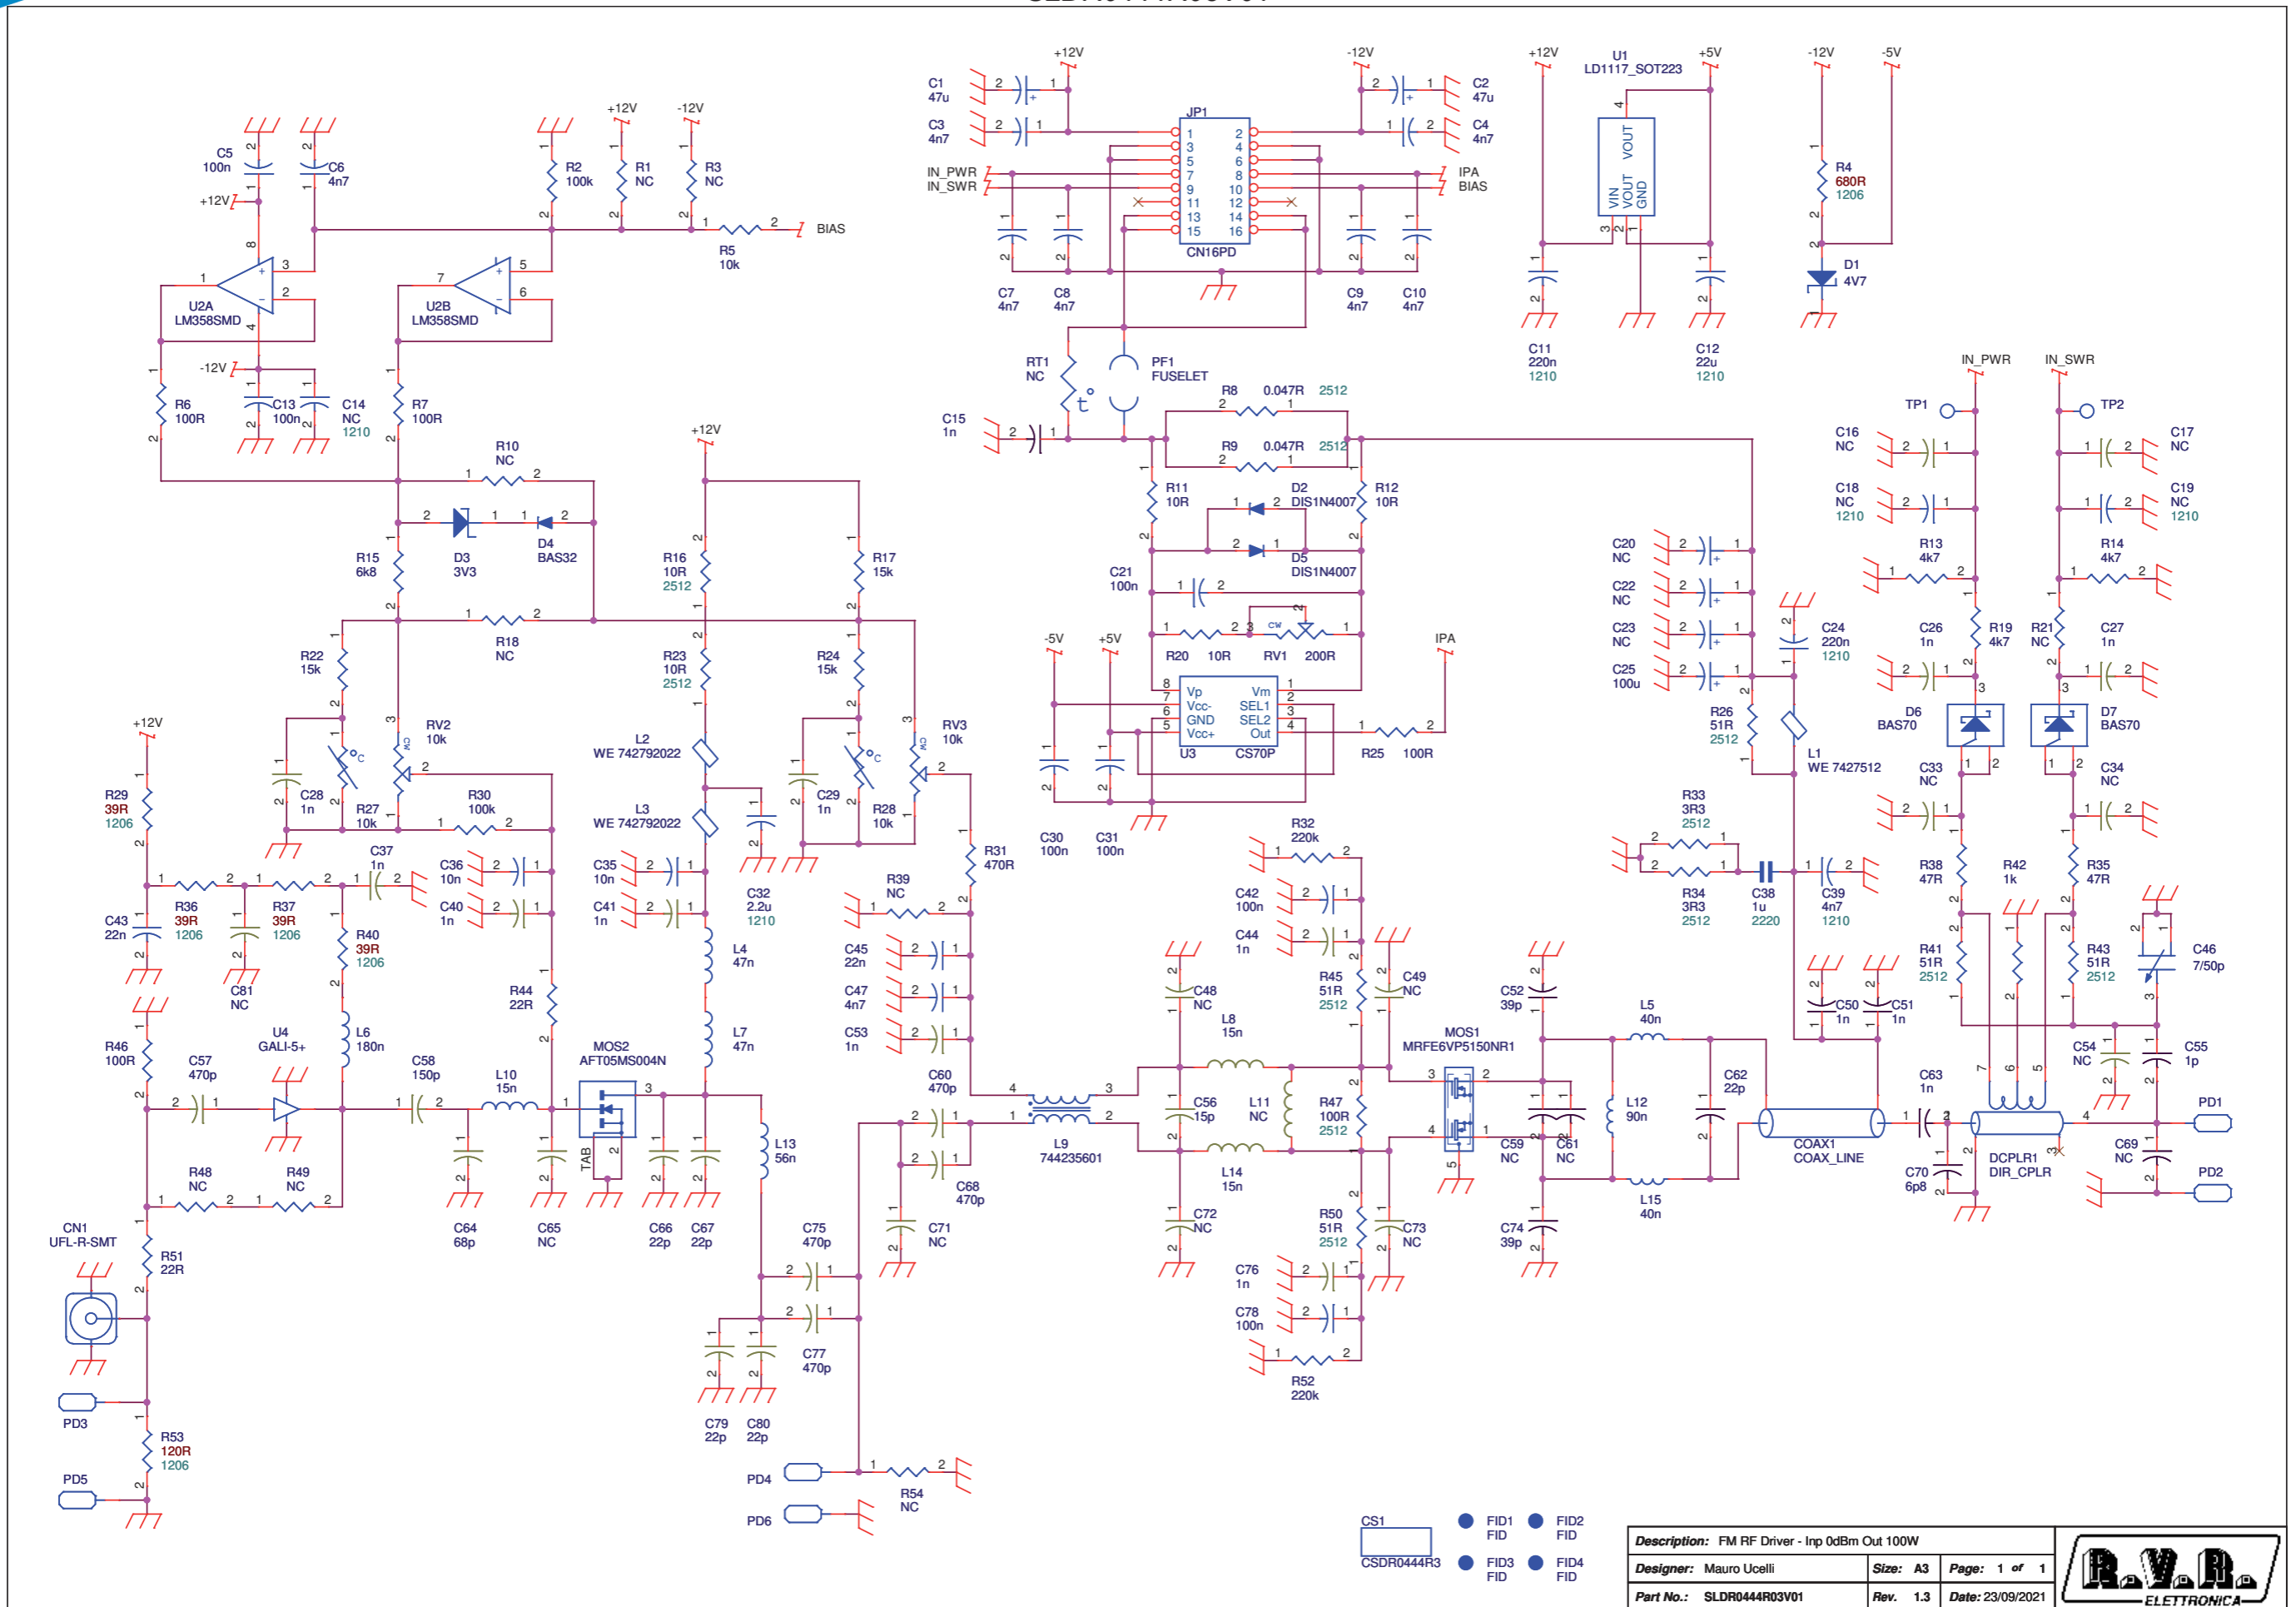 +12V
-12V
+12V
U1
LD1117_SOT223
+5V
-12V
-5V
C1
47u
C2
47u
C3
4n7
C4
4n7
JP1
CN16PD
1
3
5
7
9
11
13
15
2
4
6
8
10
12
14
16
IN_PWR
IN_SWR
IPA
BIAS
C7
4n7
C8
4n7
C9
4n7
C10
4n7
VIN
VOUT
GND
VOUT
C11
220n
1210
C12
22u
1210
R4
680R
1206
D1
4V7
C5
100n
C6
4n7
+12V
R2
100k
+12V
R1
NC
-12V
R3
NC
R5
10k
BIAS
U2A
LM358SMD
U2B
LM358SMD
-12V
R6
100R
C13
100n
C14
NC
1210
R7
100R
R10
NC
D3
3V3
D4
BAS32
R15
6k8
R18
NC
+12V
R16
10R
2512
R17
15k
R22
15k
R23
10R
2512
R24
15k
RV2
10k
RV3
10k
CW
CW
°C
°C
L2
WE 742792022
L3
WE 742792022
C28
1n
R27
10k
R30
100k
C29
1n
R28
10k
C32
2.2u
1210
RT1
NC
t°
PF1
FUSELET
C15
1n
R8
0.047R
2512
R9
0.047R
2512
R11
10R
R12
10R
D2
DIS1N4007
D5
DIS1N4007
C21
100n
R20
10R
CW
RV1
200R
-5V
+5V
IPA
Vp
Vcc-
GND
Vcc+
Vm
SEL1
SEL2
Out
U3
CS70P
R25
100R
C30
100n
C31
100n
IN_PWR
IN_SWR
TP1
TP2
C16
NC
C17
NC
C18
NC
1210
C19
NC
1210
R13
4k7
R14
4k7
C20
NC
C22
NC
C23
NC
C25
100u
C24
220n
1210
C26
1n
R19
4k7
R21
NC
C27
1n
R26
51R
2512
L1
WE 7427512
D6
BAS70
D7
BAS70
C33
NC
C34
NC
R33
3R3
2512
R34
3R3
2512
C38
1u
2220
C39
4n7
1210
R38
47R
R42
1k
R35
47R
R41
51R
2512
R43
51R
2512
C46
7/50p
+12V
R29
39R
1206
C37
1n
C43
22n
R36
39R
1206
R37
39R
1206
C81
NC
R40
39R
1206
C36
10n
C40
1n
C35
10n
C41
1n
R31
470R
R39
NC
C45
22n
C47
4n7
C53
1n
R32
220k
C42
100n
C44
1n
R45
51R
2512
C48
NC
C49
NC
C52
39p
L5
40n
C50
1n
C51
1n
C54
NC
C55
1p
L4
47n
L7
47n
R44
22R
R46
100R
C57
470p
U4
GALI-5+
L6
180n
C58
150p
L10
15n
MOS2
AFT05MS004N
TAB
L13
56n
C60
470p
C68
470p
L9
744235601
L8
15n
C56
15p
L11
NC
R47
100R
2512
L14
15n
MOS1
MRFE6VP5150NR1
C59
NC
C61
NC
L12
90n
C62
22p
COAX1
COAX_LINE
C63
1n
DCPLR1
DIR_CPLR
C70
6p8
PD1
C69
NC
PD2
R48
NC
R49
NC
C64
68p
C65
NC
C66
22p
C67
22p
C75
470p
C77
470p
C71
NC
C72
NC
R50
51R
2512
C73
NC
C74
39p
L15
40n
C76
1n
C78
100n
R52
220k
CN1
UFL-R-SMT
R51
22R
PD3
R53
120R
1206
PD5
C79
22p
C80
22p
PD4
R54
NC
PD6
CS1
CSDR0444R3
FID1
FID
FID2
FID
FID3
FID
FID4
FID
Description: FM RF Driver - Inp 0dBm Out 100W
Designer: Mauro Ucelli
Size: A3
Page: 1 of 1
Part No.: SLDR0444R03V01
Rev. 1.3
Date: 23/09/2021
R.V.R.
ELETTRONICA